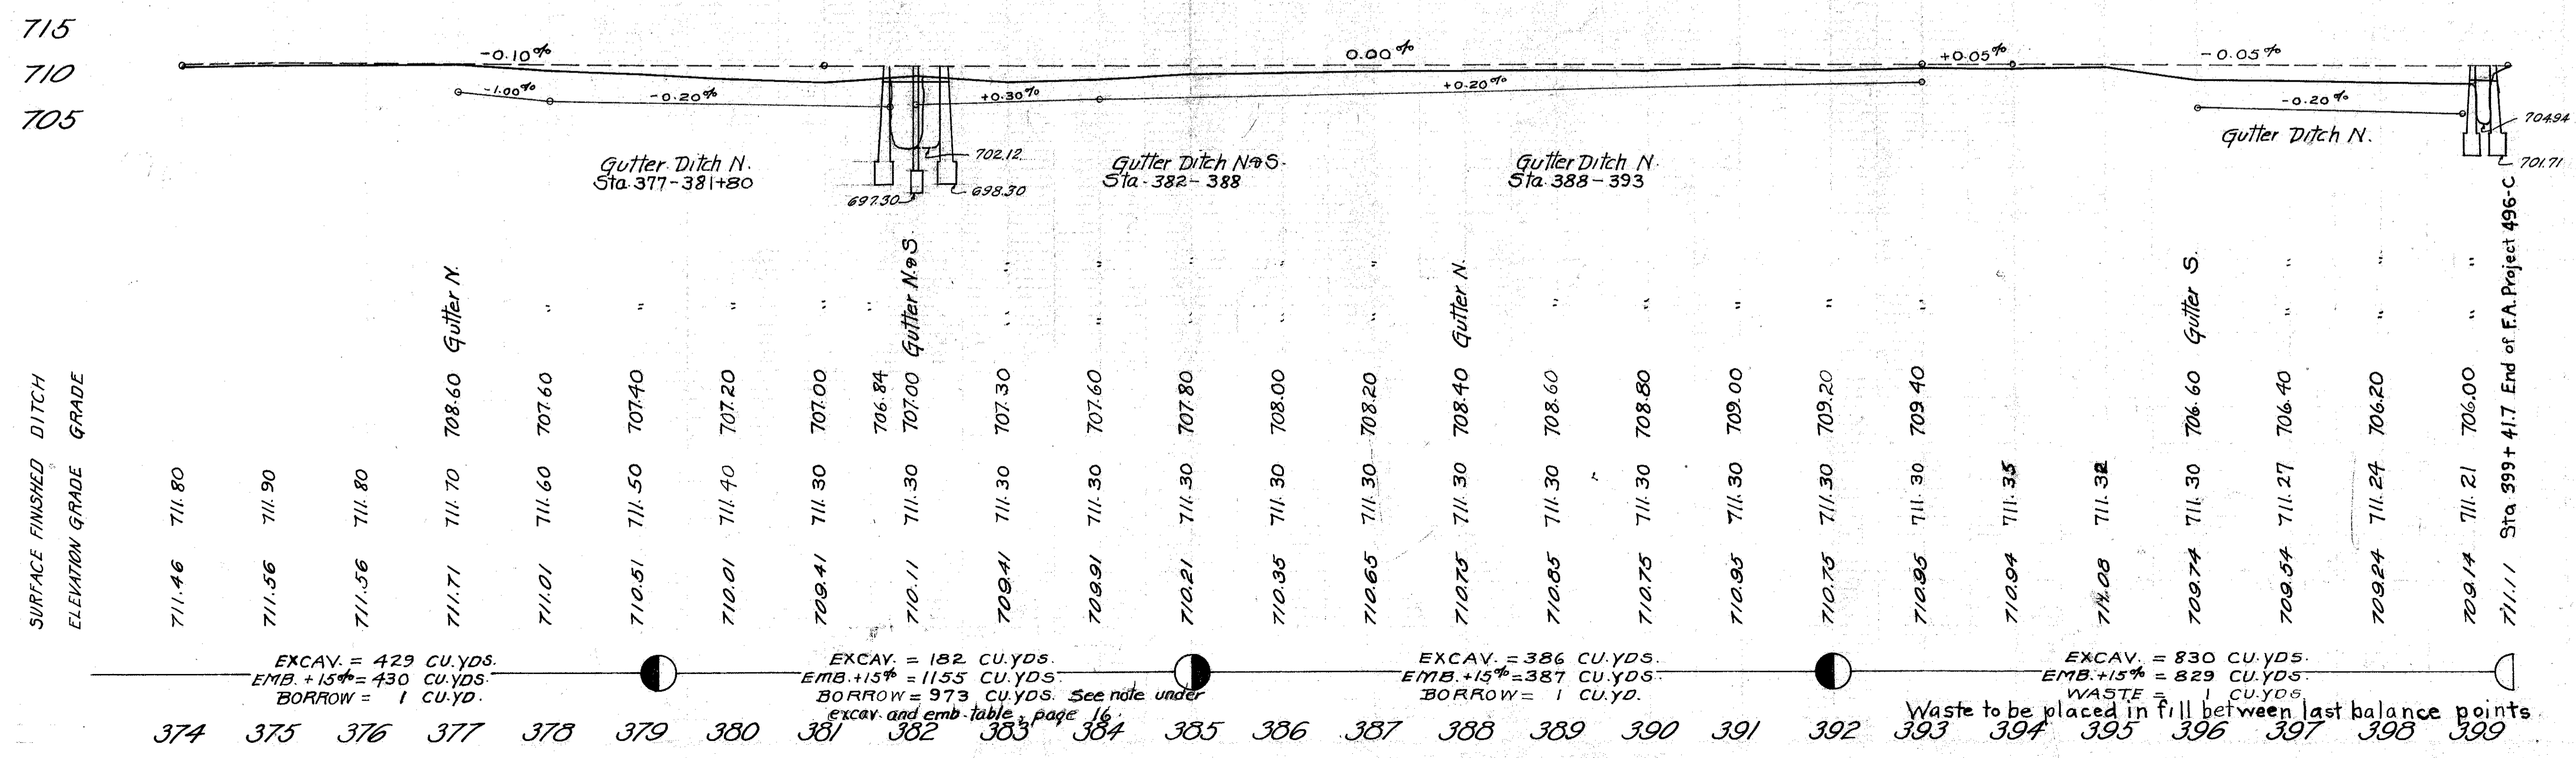 715
710
705
-0.10%
0.00%
+0.05%
-0.05%
-1.00%
-0.20%
+0.30%
+0.20%
-0.20%
704.94
701.71
702.12
698.30
697.30
Gutter Ditch N.
Sta. 377-381+80
Gutter Ditch N&S.
Sta. 382-388
Gutter Ditch N.
Sta. 388-393
Gutter Ditch N.
Gutter N. Gutter N&S. " " " " " Gutter N. Gutter S. " " "
" " " " " " " " " " " " " " " " " "
DITCH GRADE 708.60 707.60 707.40 707.20 707.00 706.84 707.00 707.30 707.60 707.80 708.00 708.20 708.40 708.60 708.80 709.00 709.20 709.40 706.60 706.40 706.20 706.00
FINISHED GRADE 711.80 711.90 711.80 711.70 711.60 711.50 711.40 711.30 711.30 711.30 711.30 711.30 711.30 711.30 711.30 711.30 711.30 711.30 711.30 711.30 711.35 711.32 711.30 711.27 711.24 711.21
SURFACE ELEVATION 711.46 711.56 711.56 711.71 711.01 710.51 710.01 709.41 710.11 709.41 709.91 710.21 710.35 710.65 710.75 710.85 710.75 710.95 710.75 710.95 710.94 711.08 709.74 709.54 709.24 709.14
711.11 Sta 399+41.7 End of F.A. Project 496-C
EXCAV. = 429 CU.YDS.
EMB.+15%= 430 CU.YDS.
BORROW = 1 CU.YD.
EXCAV. = 182 CU.YDS.
EMB.+15% = 1155 CU.YDS.
BORROW = 973 CU.YDS. See note under
excav. and emb. table, page 16.
EXCAV. = 386 CU.YDS.
EMB.+15%=387 CU.YDS.
BORROW= 1 CU.YD.
EXCAV. = 830 CU.YDS.
EMB.+15% = 829 CU.YDS.
WASTE = 1 CU.YDS.
Waste to be placed in fill between last balance points
374 375 376 377 378 379 380 381 382 383 384 385 386 387 388 389 390 391 392 393 394 395 396 397 398 399